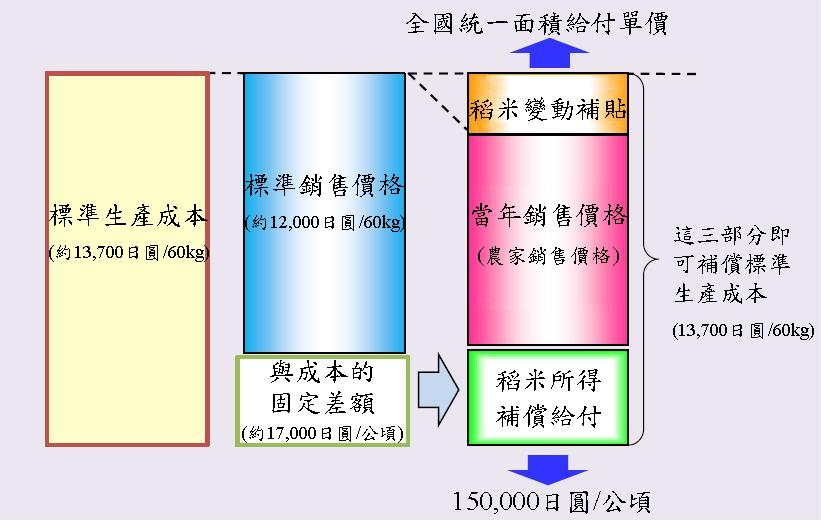 全國統一面積給付單價
標準生產成本
(約13,700日圓/60kg)
標準銷售價格
(約12,000日圓/60kg)
與成本的
固定差額
(約17,000日圓/公頃)
稻米變動補貼
當年銷售價格
(農家銷售價格)
稻米所得
補償給付
150,000日圓/公頃
這三部分即
可補償標準
生產成本
(13,700日圓/60kg)